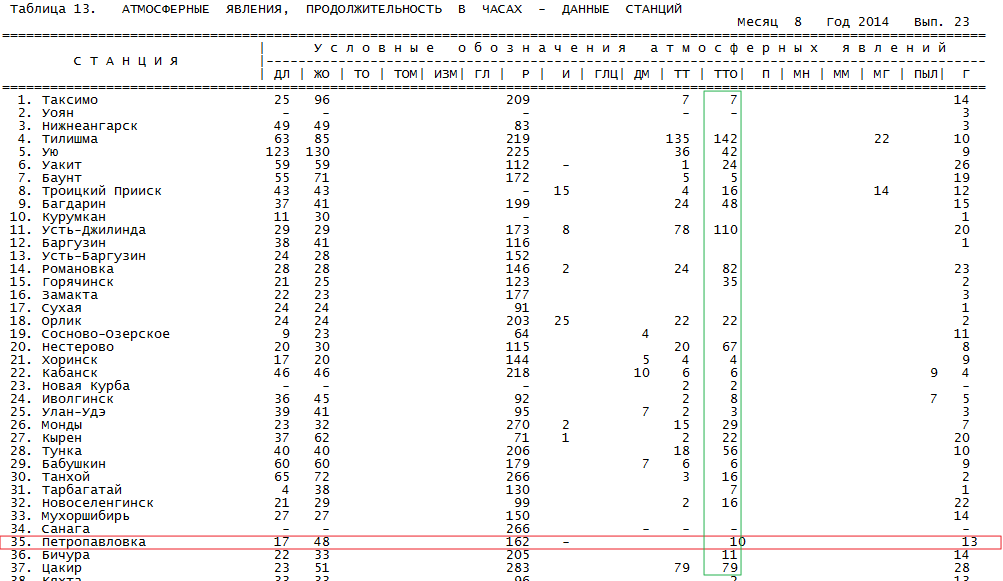 Таблица 13. АТМОСФЕРНЫЕ ЯВЛЕНИЯ, ПРОДОЛЖИТЕЛЬНОСТЬ В ЧАСАХ - ДАННЫЕ СТАНЦИЙ
Месяц 8 Год 2014 Вып. 23
| У с л о в н ы е о б о з н а ч е н и я а т м о с ф е р н ы х я в л е н и й
С Т А Н Ц И Я
| ДЛ | ЖО | ТО | ТОМ| ИЗМ| ГЛ | Р | И | ГЛЦ| ДМ | ТТ | ТТО| П | МН | ММ | МГ | ПЫЛ| Г
1. Таксимо 25 96 209 7 7 14
2. Уоян – – – – – 3
3. Нижнеангарск 49 49 83 3
4. Тилишма 63 85 219 135 142 22 10
5. Ую 123 130 225 36 42 9
6. Уакит 59 59 112 – 1 24 26
7. Баунт 55 71 172 5 5 19
8. Троицкий Прииск 43 43 – 15 4 16 14 12
9. Багдарин 37 41 199 24 48 15
10. Курумкан 11 30 – 1
11. Усть-Джилинда 29 29 173 8 78 110 20
12. Баргузин 38 41 116 1
13. Усть-Баргузин 24 28 152
14. Романовка 28 28 146 2 24 82 23
15. Горячинск 21 25 123 35 2
16. Замакта 22 23 177 3
17. Сухая 24 24 91 1
18. Орлик 24 24 203 25 22 22 2
19. Сосново-Озерское 9 23 64 4 11
20. Нестерово 20 30 115 20 67 8
21. Хоринск 17 20 144 5 4 4 9
22. Кабанск 46 46 218 10 6 6 9 4
23. Новая Курба – – – 2 2 –
24. Иволгинск 36 45 92 2 8 7 5
25. Улан-Удэ 39 41 95 7 2 3 3
26. Монды 23 32 270 2 15 29 7
27. Кырен 37 62 71 1 2 22 20
28. Тунка 40 40 206 18 56 10
29. Бабушкин 60 60 179 7 6 6 9
30. Танхой 65 72 266 3 16 2
31. Тарбагатай 4 38 130 7 1
32. Новоселенгинск 21 29 99 2 16 22
33. Мухоршибирь 27 27 150 14
34. Санага – – 266 – – – –
35. Петропавловка 17 48 162 – 10 13
36. Бичура 22 33 205 11 14
37. Цакир 23 51 283 79 79 28
38. Кяхта 33 33 96 2 13